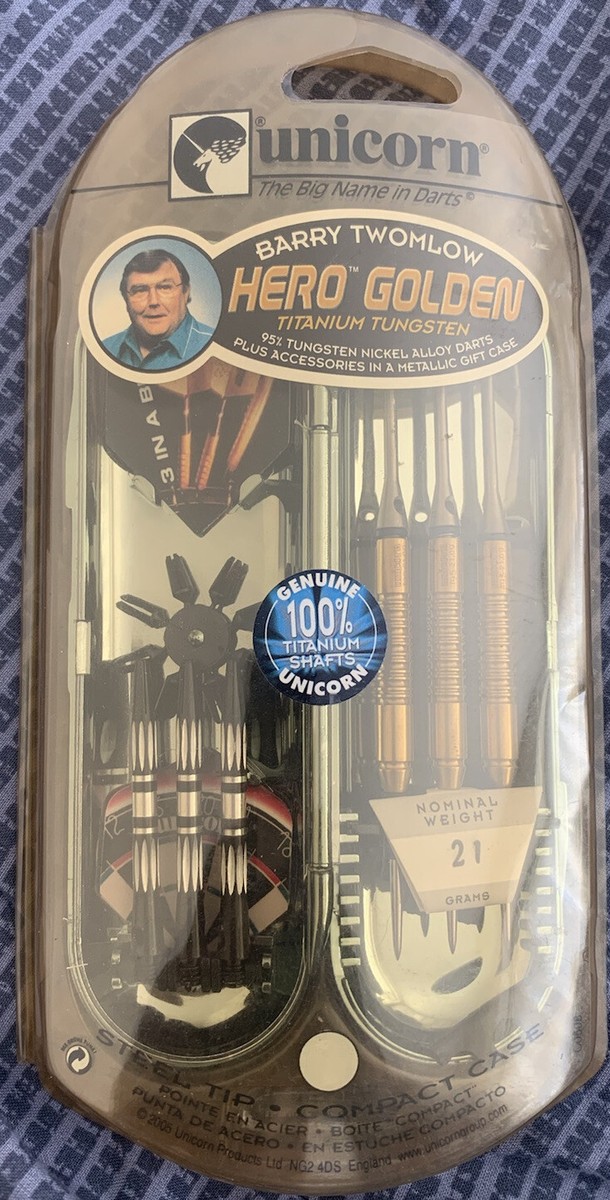 unicorn®
®
The Big Name in Darts©
BARRY TWOMLOW
HERO™ GOLDEN
TITANIUM TUNGSTEN
95% TUNGSTEN NICKEL ALLOY DARTS
PLUS ACCESSORIES IN A METALLIC GIFT CASE
3 IN A B
GENUINE
100%
TITANIUM
SHAFTS
UNICORN
NOMINAL
WEIGHT
21
GRAMS
STEEL TIP • COMPACT CASE
POINTE EN ACIER • BOITE "COMPACT"
PUNTA DE ACERO • EN ESTUCHE COMPACTO
© 2005 Unicorn Products Ltd NG2 4DS England www.unicorngroup.com